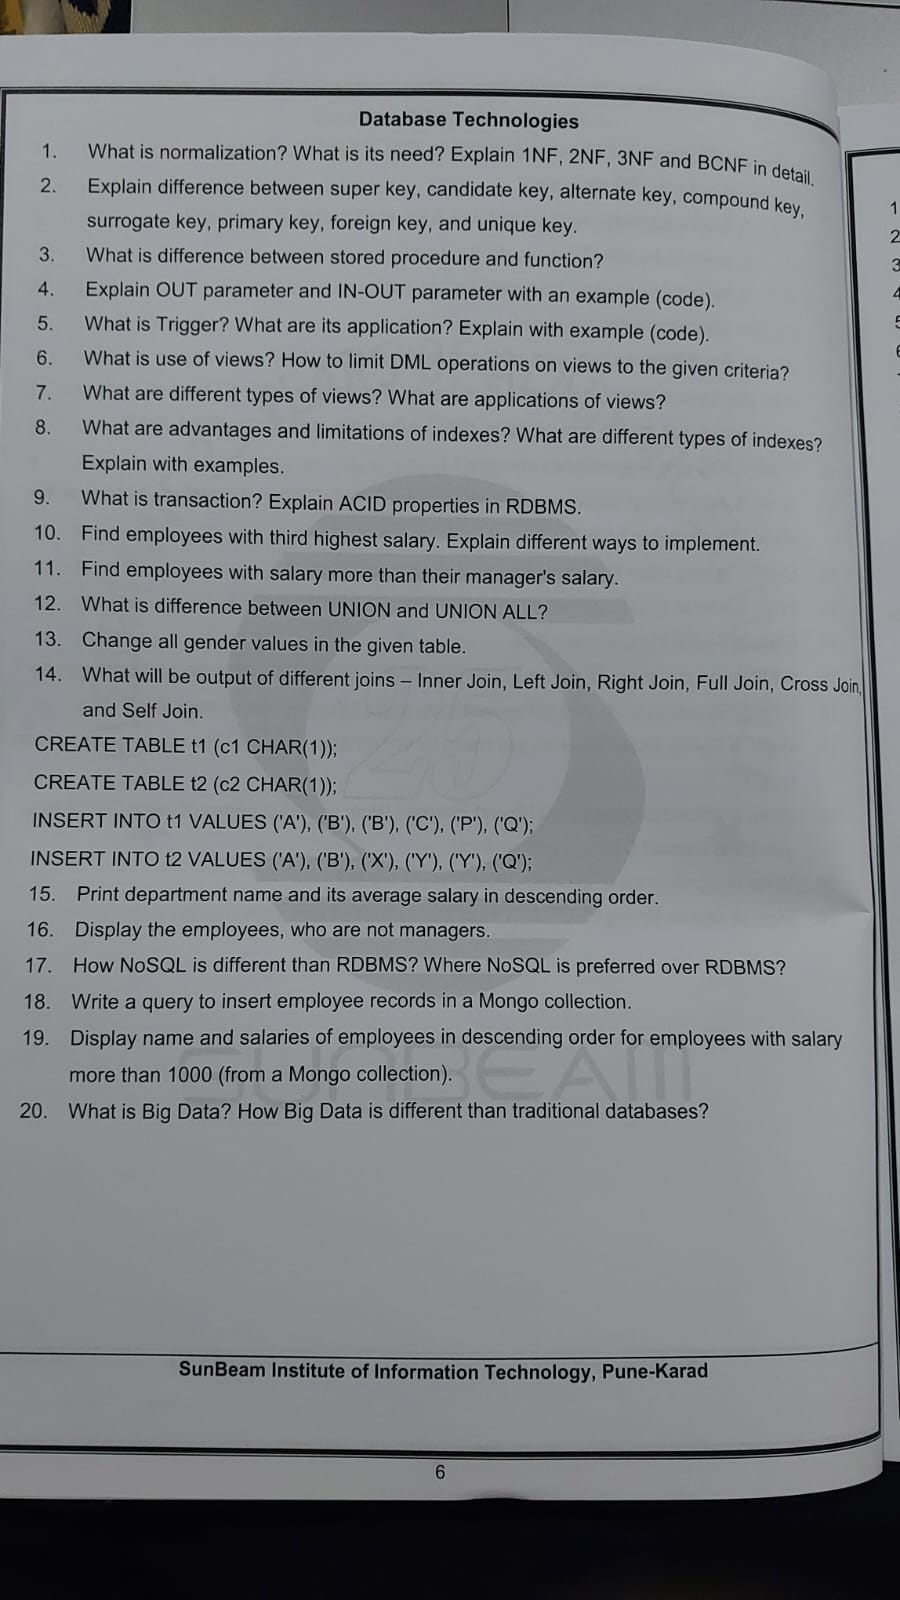 Database Technologies
1. What is normalization? What is its need? Explain 1NF, 2NF, 3NF and BCNF in detail.
2. Explain difference between super key, candidate key, alternate key, compound key,
surrogate key, primary key, foreign key, and unique key.
3. What is difference between stored procedure and function?
4. Explain OUT parameter and IN-OUT parameter with an example (code).
5. What is Trigger? What are its application? Explain with example (code).
6. What is use of views? How to limit DML operations on views to the given criteria?
7. What are different types of views? What are applications of views?
8. What are advantages and limitations of indexes? What are different types of indexes?
Explain with examples.
9. What is transaction? Explain ACID properties in RDBMS.
10. Find employees with third highest salary. Explain different ways to implement.
11. Find employees with salary more than their manager's salary.
12. What is difference between UNION and UNION ALL?
13. Change all gender values in the given table.
14. What will be output of different joins – Inner Join, Left Join, Right Join, Full Join, Cross Join,
and Self Join.
CREATE TABLE t1 (c1 CHAR(1));
CREATE TABLE t2 (c2 CHAR(1));
INSERT INTO t1 VALUES ('A'), ('B'), ('B'), ('C'), ('P'), ('Q');
INSERT INTO t2 VALUES ('A'), ('B'), ('X'), ('Y'), ('Y'), ('Q');
15. Print department name and its average salary in descending order.
16. Display the employees, who are not managers.
17. How NoSQL is different than RDBMS? Where NoSQL is preferred over RDBMS?
18. Write a query to insert employee records in a Mongo collection.
19. Display name and salaries of employees in descending order for employees with salary
more than 1000 (from a Mongo collection).
20. What is Big Data? How Big Data is different than traditional databases?
25
SUNBEAM
SunBeam Institute of Information Technology, Pune-Karad
6
1
2
3
4
5
6